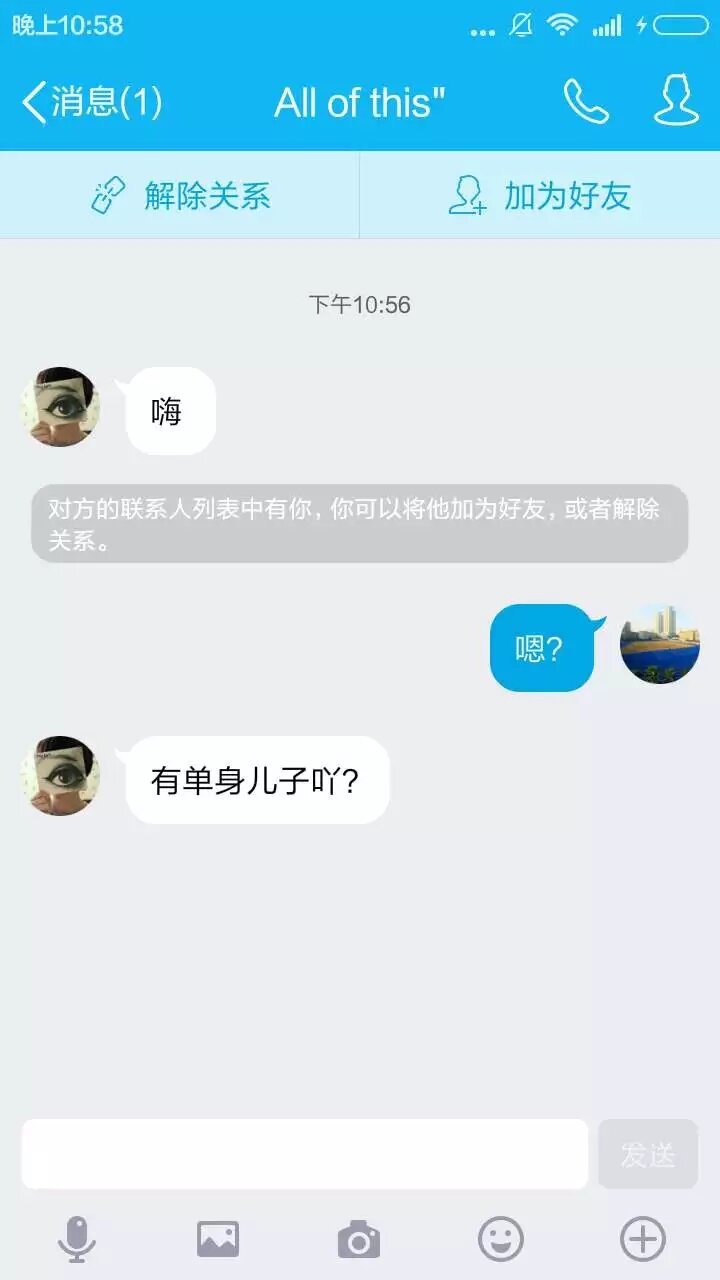 晚上10:58
消息(1)
All of this"
解除关系
加为好友
下午10:56
嗨
对方的联系人列表中有你,你可以将他加为好友,或者解除
关系。
嗯?
有单身儿子吖?
发送